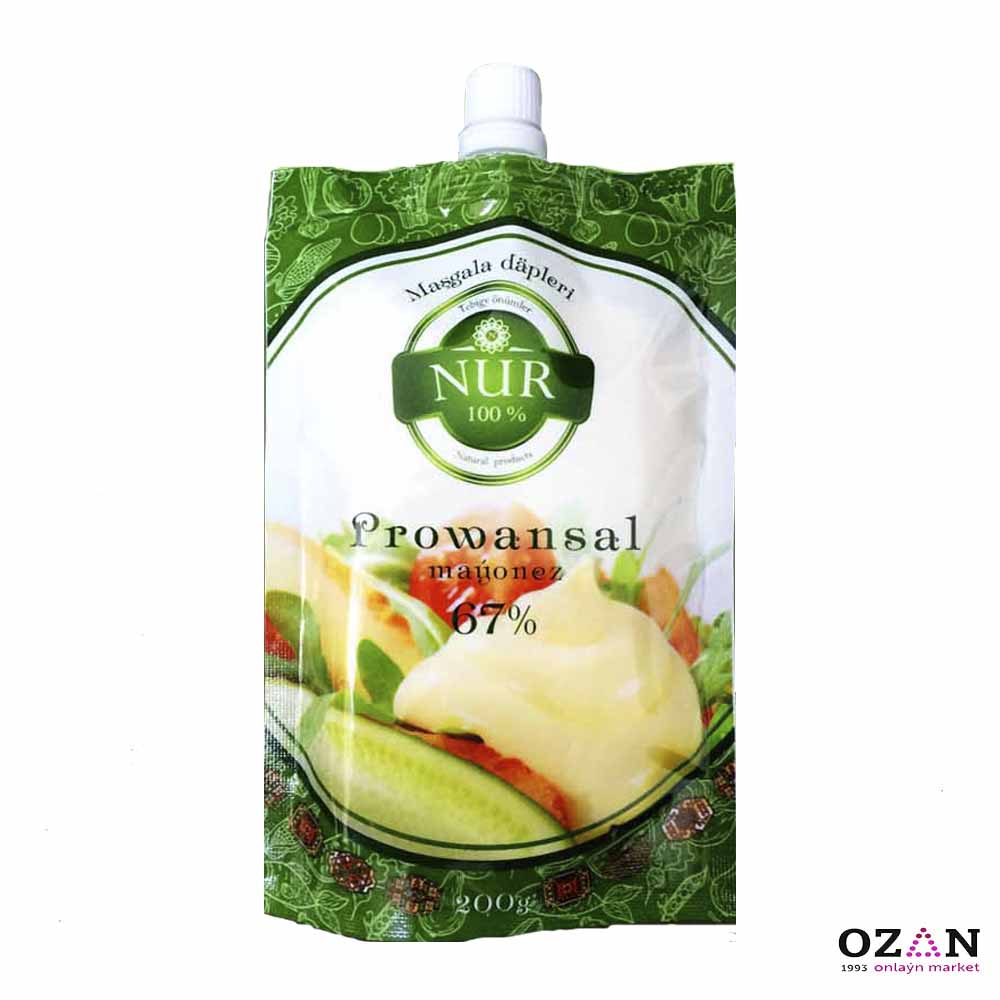 Maşgala däpleri
Tebigy önümler
N
NUR
100 %
Natural products
Prowansal
maýonez
67%
200g
OZAN
1993 onlaýn market